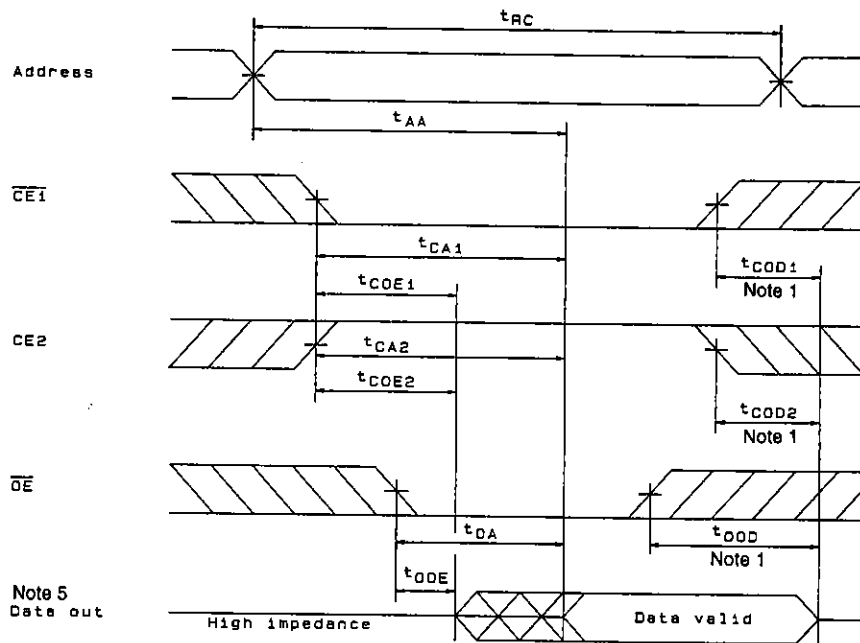 tRC
Address
tAA
CE1
tCA1
tCOD1
tCOE1
Note 1
CE2
tCA2
tCOE2
tCOD2
Note 1
OE
tOA
tOOD
Note 1
tOOE
Note 5
Data out
High impedance
Data valid